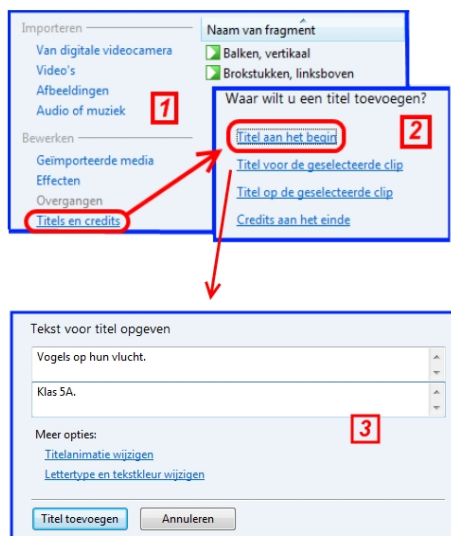 Importeren
Van digitale videocamera
Video's
Afbeeldingen
Audio of muziek
1
Bewerken
Geïmporteerde media
Effecten
Overgangen
Titels en credits
Naam van fragment
Balken, verticaal
Brokstukken, linksboven
Waar wilt u een titel toevoegen?
2
Titel aan het begin
Titel voor de geselecteerde clip
Titel op de geselecteerde clip
Credits aan het einde
Tekst voor titel opgeven
Vogels op hun vlucht.
Klas 5A.
3
Meer opties:
Titelanimatie wijzigen
Lettertype en tekstkleur wijzigen
Titel toevoegen Annuleren